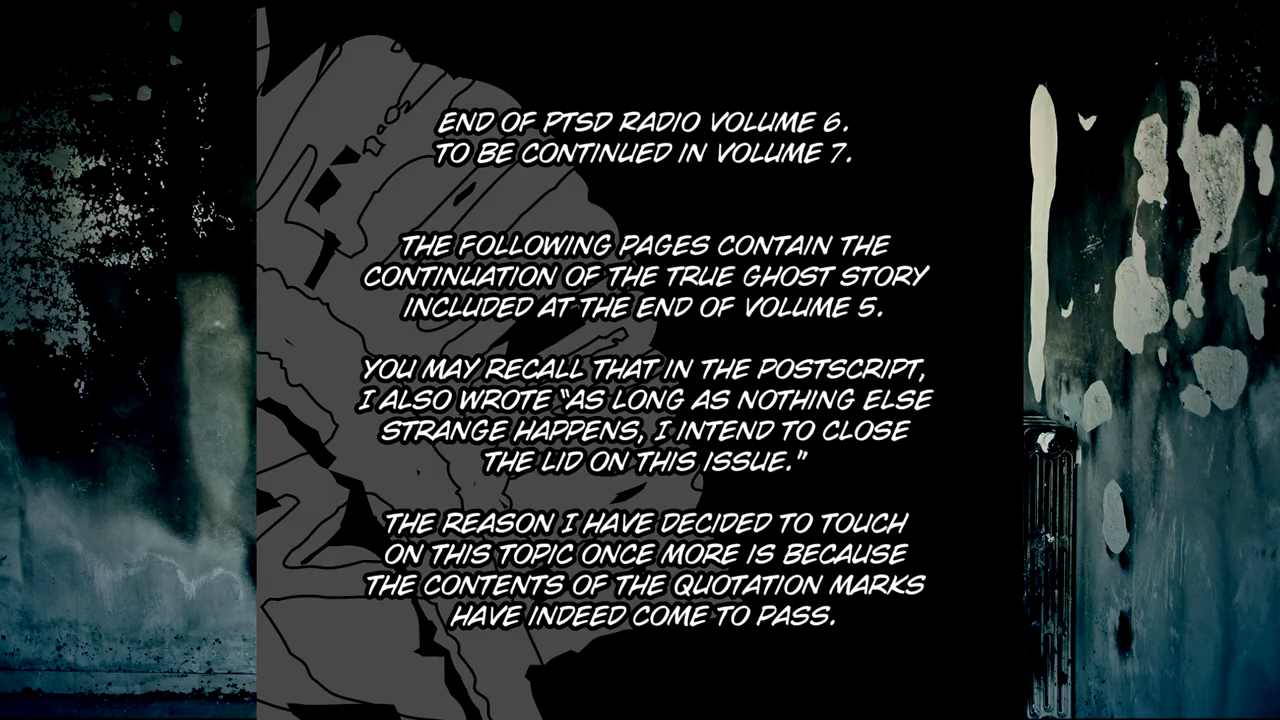 END OF PTSD RADIO VOLUME 6.
TO BE CONTINUED IN VOLUME 7.
THE FOLLOWING PAGES CONTAIN THE
CONTINUATION OF THE TRUE GHOST STORY
INCLUDED AT THE END OF VOLUME 5.
YOU MAY RECALL THAT IN THE POSTSCRIPT,
I ALSO WROTE "AS LONG AS NOTHING ELSE
STRANGE HAPPENS, I INTEND TO CLOSE
THE LID ON THIS ISSUE."
THE REASON I HAVE DECIDED TO TOUCH
ON THIS TOPIC ONCE MORE IS BECAUSE
THE CONTENTS OF THE QUOTATION MARKS
HAVE INDEED COME TO PASS.